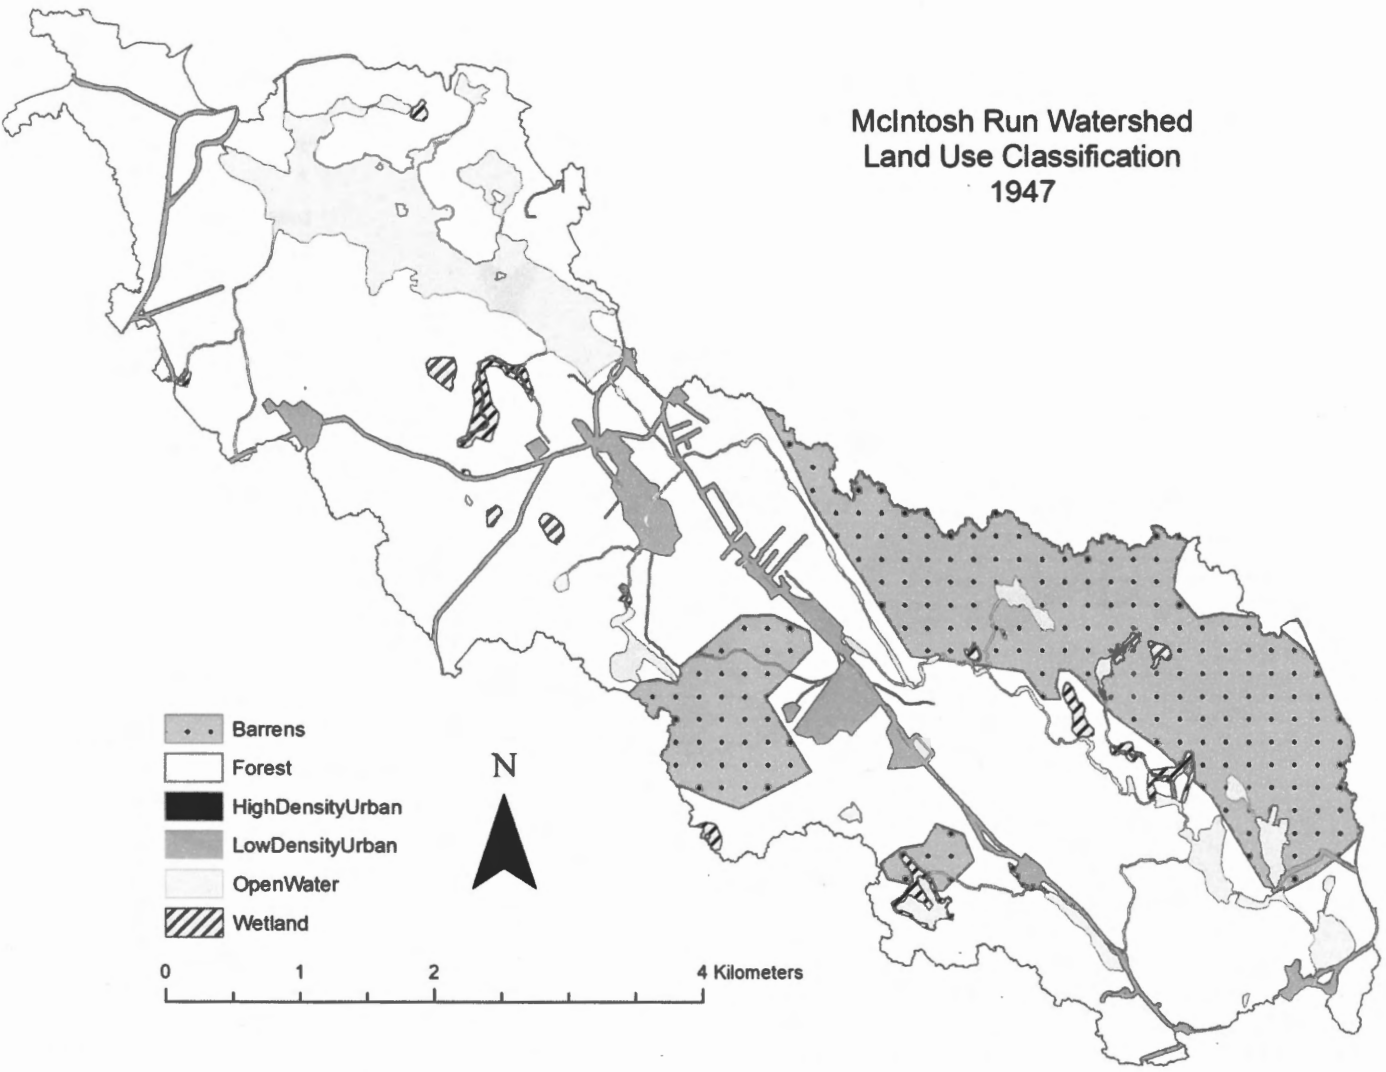 McIntosh Run Watershed
Land Use Classification
1947
Barrens
Forest
HighDensityUrban
LowDensityUrban
OpenWater
Wetland
N
0 1 2 4 Kilometers